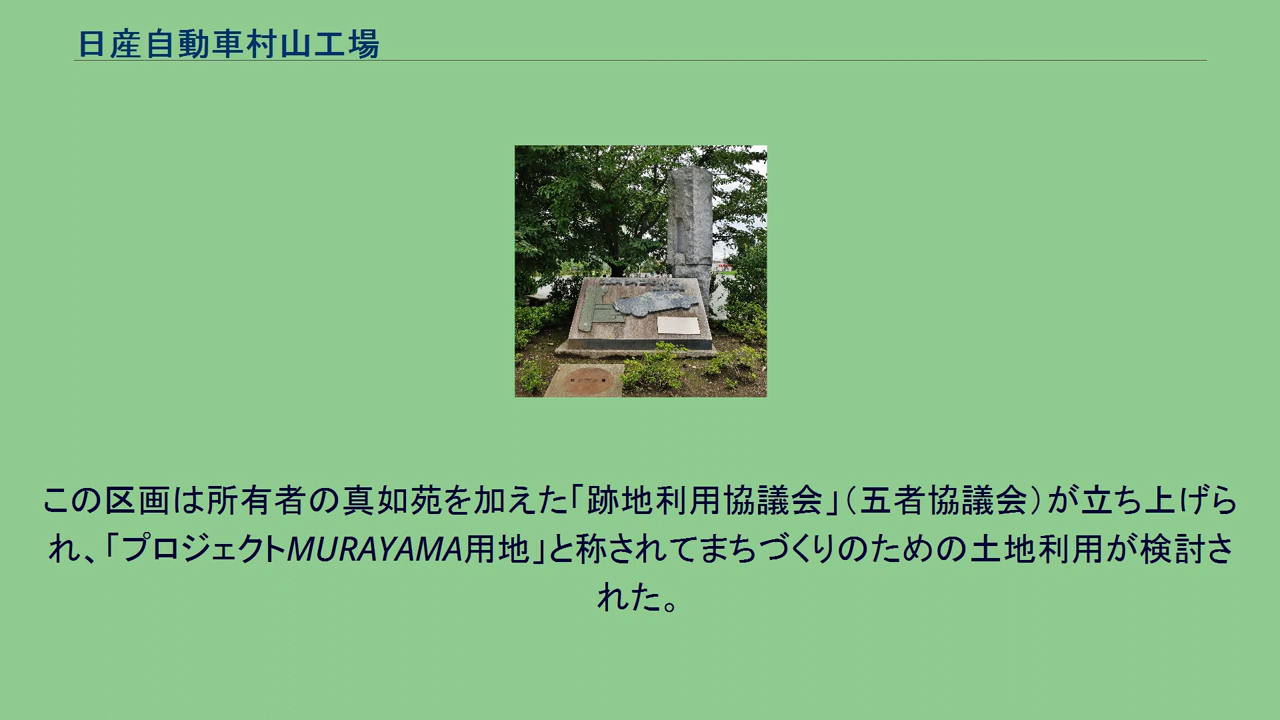 日産自動車村山工場
この区画は所有者の真如苑を加えた「跡地利用協議会」（五者協議会）が立ち上げら
れ、「プロジェクトMURAYAMA用地」と称されてまちづくりのための土地利用が検討さ
れた。